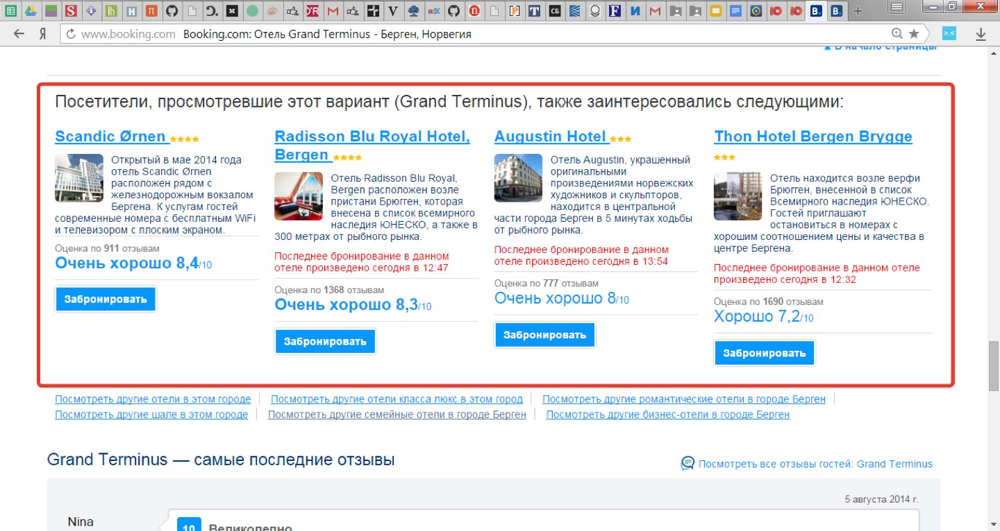 www.booking.com Booking.com: Отель Grand Terminus - Берген, Норвегия
В начало страницы
Посетители, просмотревшие этот вариант (Grand Terminus), также заинтересовались следующими:
Scandic Ørnen
Открытый в мае 2014 года
отель Scandic Ørnen
расположен рядом с
железнодорожным вокзалом
Бергена. К услугам гостей
современные номера с бесплатным WiFi
и телевизором с плоским экраном.
Оценка по 911 отзывам
Очень хорошо 8,4/10
Забронировать
Radisson Blu Royal Hotel,
Bergen
Отель Radisson Blu Royal,
Bergen расположен возле
пристани Брюгген, которая
внесена в список всемирного
наследия ЮНЕСКО, а также в
300 метрах от рыбного рынка.
Последнее бронирование в данном
отеле произведено сегодня в 12:47
Оценка по 1368 отзывам
Очень хорошо 8,3/10
Забронировать
Augustin Hotel
Отель Augustin, украшенный
оригинальными
произведениями норвежских
художников и скульпторов,
находится в центральной
части города Берген в 5 минутах ходьбы
от рыбного рынка.
Последнее бронирование в данном
отеле произведено сегодня в 13:54
Оценка по 777 отзывам
Очень хорошо 8/10
Забронировать
Thon Hotel Bergen Brygge
Отель находится возле верфи
Брюгген, внесенной в список
Всемирного наследия ЮНЕСКО.
Гостей приглашают
остановиться в номерах с
хорошим соотношением цены и качества в
центре Бергена.
Последнее бронирование в данном отеле
произведено сегодня в 12:32
Оценка по 1690 отзывам
Хорошо 7,2/10
Забронировать
Посмотреть другие отели в этом городе
Посмотреть другие отели класса люкс в этом город
Посмотреть другие романтические отели в городе Берген
Посмотреть другие шале в этом городе
Посмотреть другие семейные отели в городе Берген
Посмотреть другие бизнес-отели в городе Берген
Grand Terminus — самые последние отзывы
Посмотреть все отзывы гостей: Grand Terminus
5 августа 2014 г.
Nina
10 Великолепно